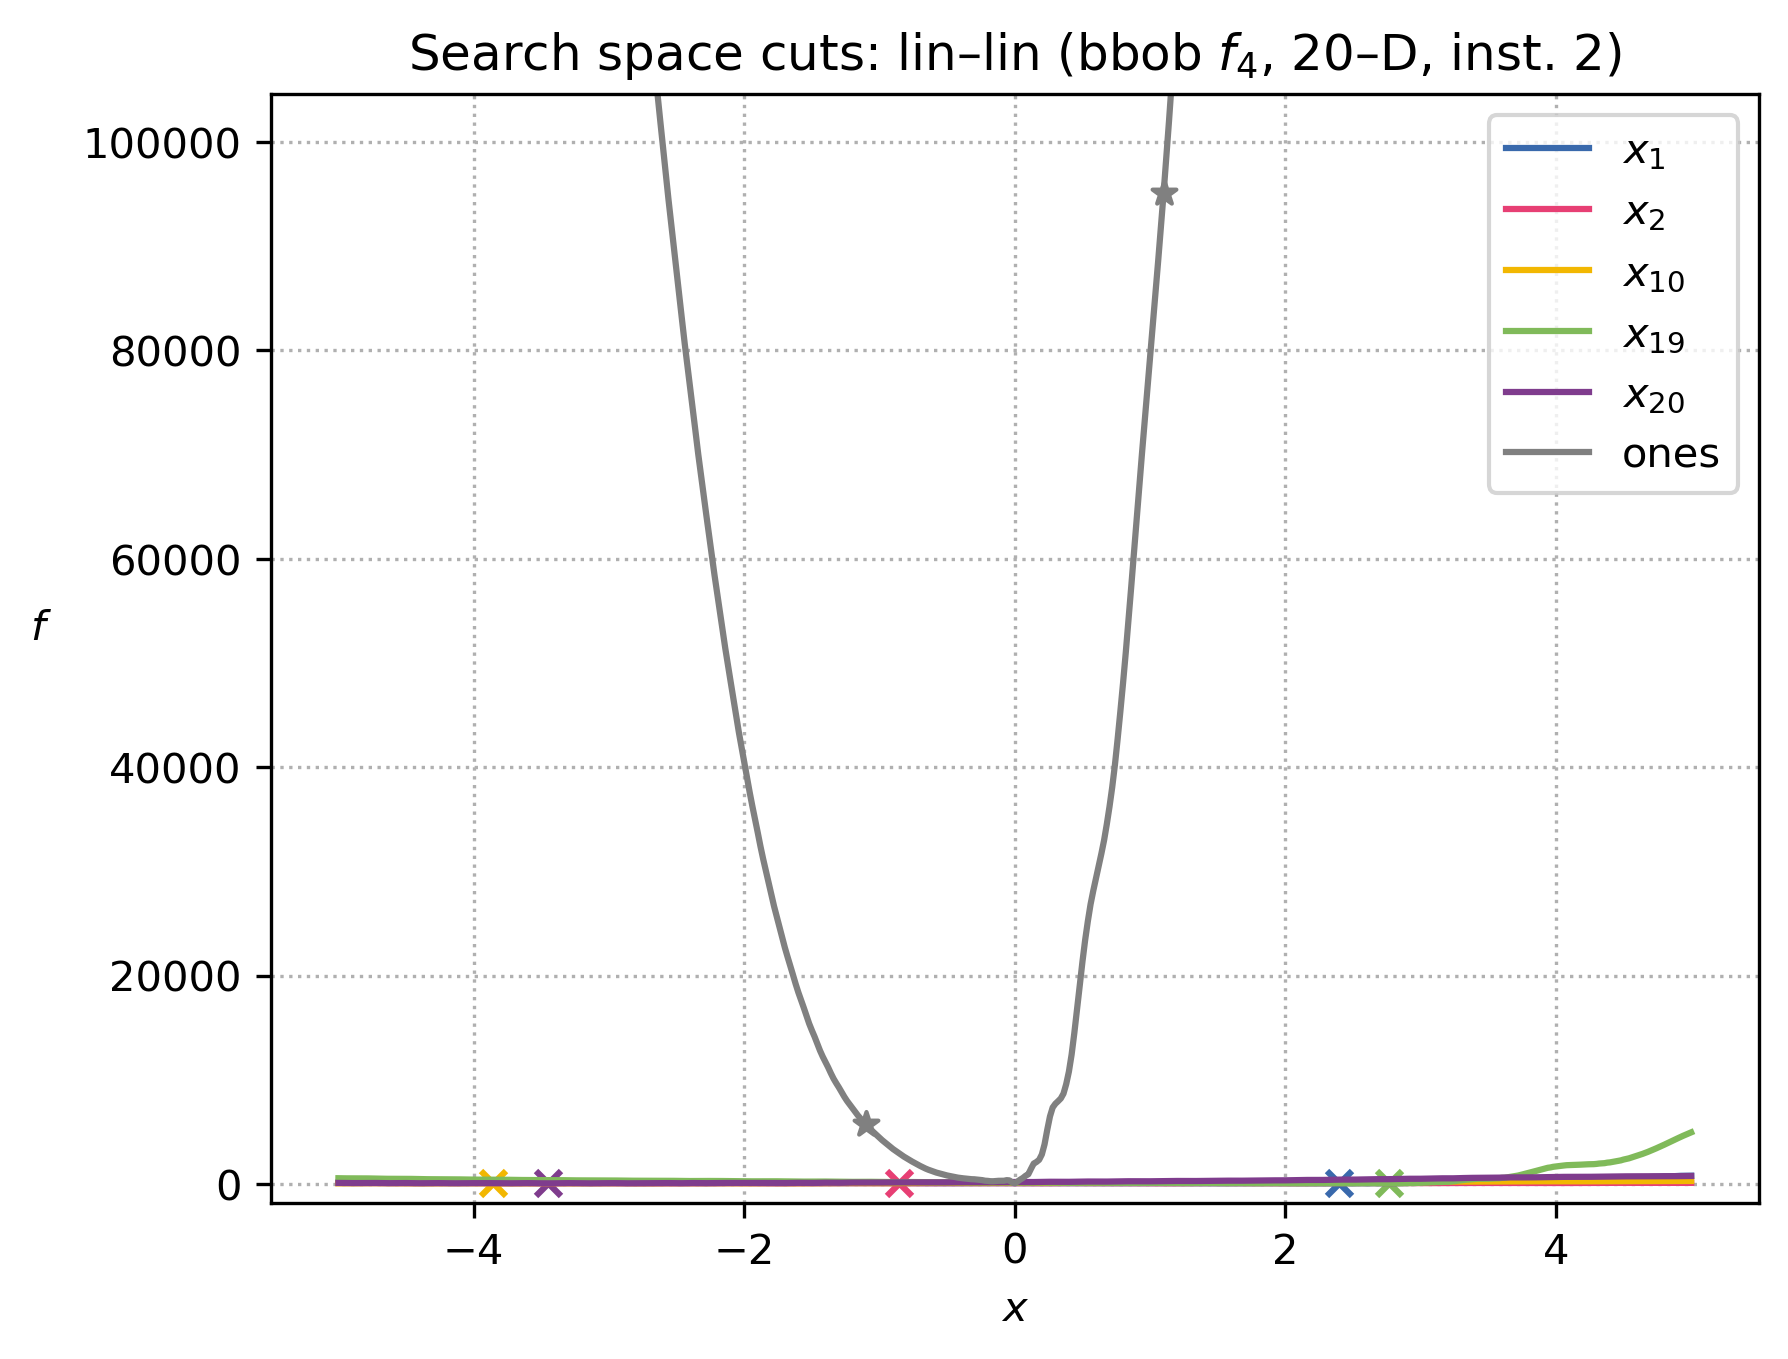 Search space cuts: lin–lin (bbob f₄, 20–D, inst. 2)
100000
80000
60000
40000
20000
0
f
−4
−2
0
2
4
x
x₁
x₂
x₁₀
x₁₉
x₂₀
ones